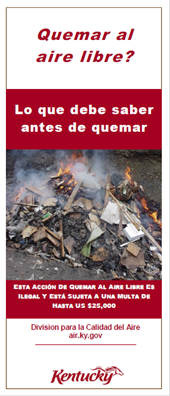 Quemar al
aire libre?
Lo que debe saber
antes de quemar
Esta Acción De Quemar Al Aire Libre Es
Ilegal Y Está Sujeta A Una Multa De
Hasta US $25,000
Division para la Calidad del Aire
air.ky.gov
Kentucky